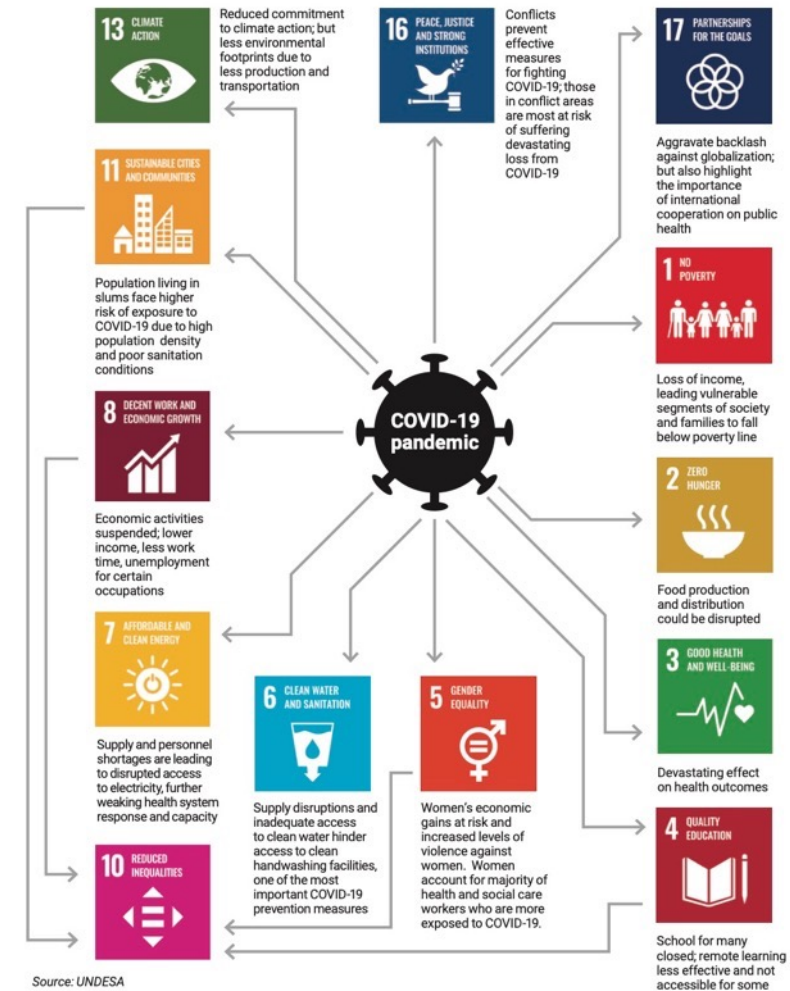 13 CLIMATE
ACTION
Reduced commitment
to climate action; but
less environmental
footprints due to
less production and
transportation
16 PEACE, JUSTICE
AND STRONG
INSTITUTIONS
Conflicts
prevent
effective
measures
for fighting
COVID-19; those
in conflict areas
are most at risk
of suffering
devastating
loss from
COVID-19
17 PARTNERSHIPS
FOR THE GOALS
Aggravate backlash
against globalization;
but also highlight
the importance
of international
cooperation on public
health
11 SUSTAINABLE CITIES
AND COMMUNITIES
Population living in
slums face higher
risk of exposure to
COVID-19 due to high
population density
and poor sanitation
conditions
1 NO
POVERTY
Loss of income,
leading vulnerable
segments of society
and families to fall
below poverty line
COVID-19
pandemic
8 DECENT WORK AND
ECONOMIC GROWTH
Economic activities
suspended; lower
income, less work
time, unemployment
for certain
occupations
2 ZERO
HUNGER
Food production
and distribution
could be disrupted
7 AFFORDABLE AND
CLEAN ENERGY
Supply and personnel
shortages are leading
to disrupted access
to electricity, further
weaking health system
response and capacity
6 CLEAN WATER
AND SANITATION
Supply disruptions and
inadequate access
to clean water hinder
access to clean
handwashing facilities,
one of the most
important COVID-19
prevention measures
5 GENDER
EQUALITY
Women's economic
gains at risk and
increased levels of
violence against
women. Women
account for majority of
health and social care
workers who are more
exposed to COVID-19.
3 GOOD HEALTH
AND WELL-BEING
Devastating effect
on health outcomes
4 QUALITY
EDUCATION
School for many
closed; remote learning
less effective and not
accessible for some
10 REDUCED
INEQUALITIES
Source: UNDESA